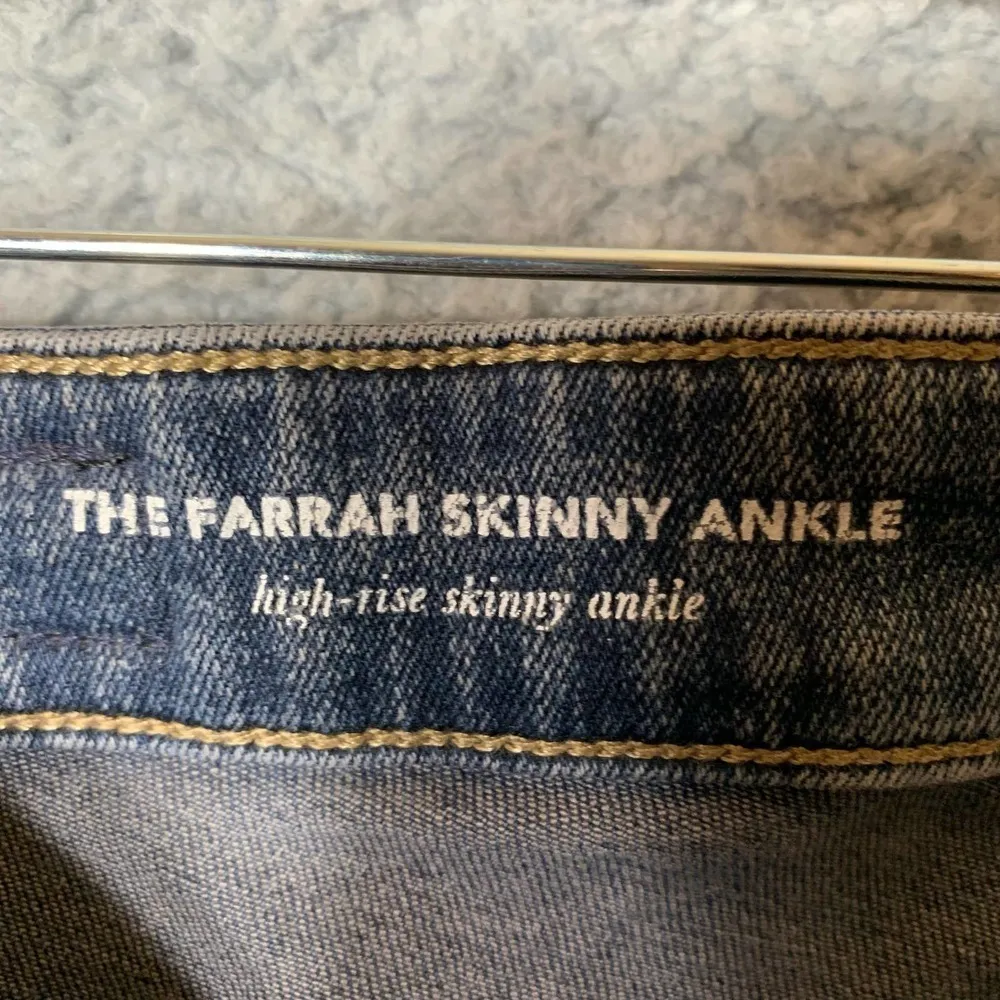 THE FARRAH SKINNY ANKLE
high-rise skinny ankle